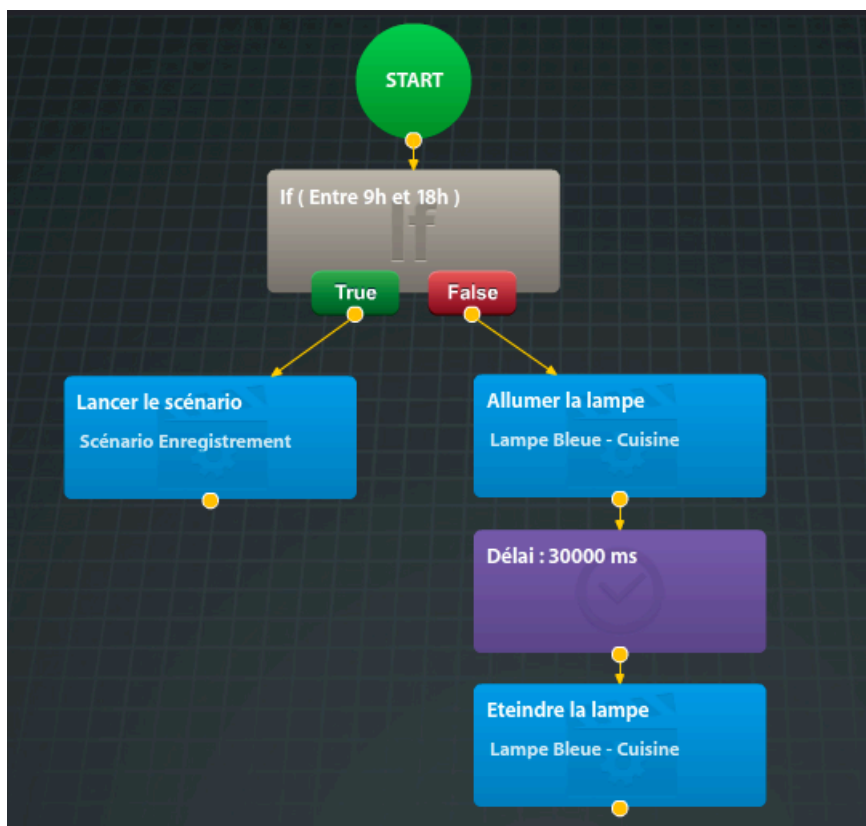 START
If ( Entre 9h et 18h )
If
True
False
Lancer le scénario
Scénario Enregistrement
Allumer la lampe
Lampe Bleue - Cuisine
Délai : 30000 ms
Eteindre la lampe
Lampe Bleue - Cuisine